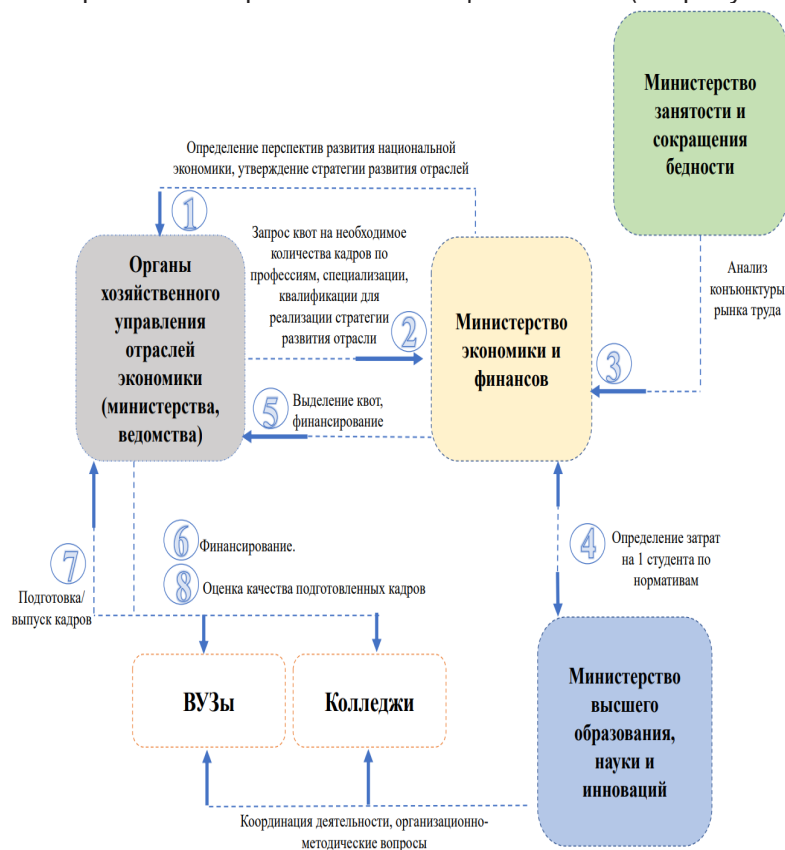 Министерство
занятости и
сокращения
бедности
Определение перспектив развития национальной
экономики, утверждение стратегии развития отраслей
1
Запрос квот на необходимое
количества кадров по
профессиям, специализации,
квалификации для
реализации стратегии
развития отрасли
2
Органы
хозяйственного
управления
отраслей
экономики
(министерства,
ведомства)
Министерство
экономики и
финансов
Анализ
конъюнктуры
рынка труда
3
5
Выделение квот,
финансирование
4
Определение затрат
на 1 студента по
нормативам
6
Финансирование.
7
Подготовка/
выпуск кадров
8
Оценка качества подготовленных кадров
ВУЗы
Колледжи
Министерство
высшего
образования,
науки и
инноваций
Координация деятельности, организационно-
методические вопросы